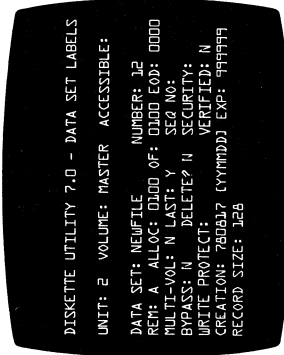 DISKETTE UTILITY 7.0 - DATA SET LABELS
UNIT: 2 VOLUME: MASTER ACCESSIBLE:
DATA SET: NEWFILE NUMBER: 12
REM: A ALLOC: 0100 OF: 0100 EOD: 0000
MULTI-VOL: N LAST: Y SEQ NO:
BYPASS: N DELETE? N SECURITY:
WRITE PROTECT: VERIFIED: N
CREATION: 780817 [YYMMDD] EXP: 999999
RECORD SIZE: 128